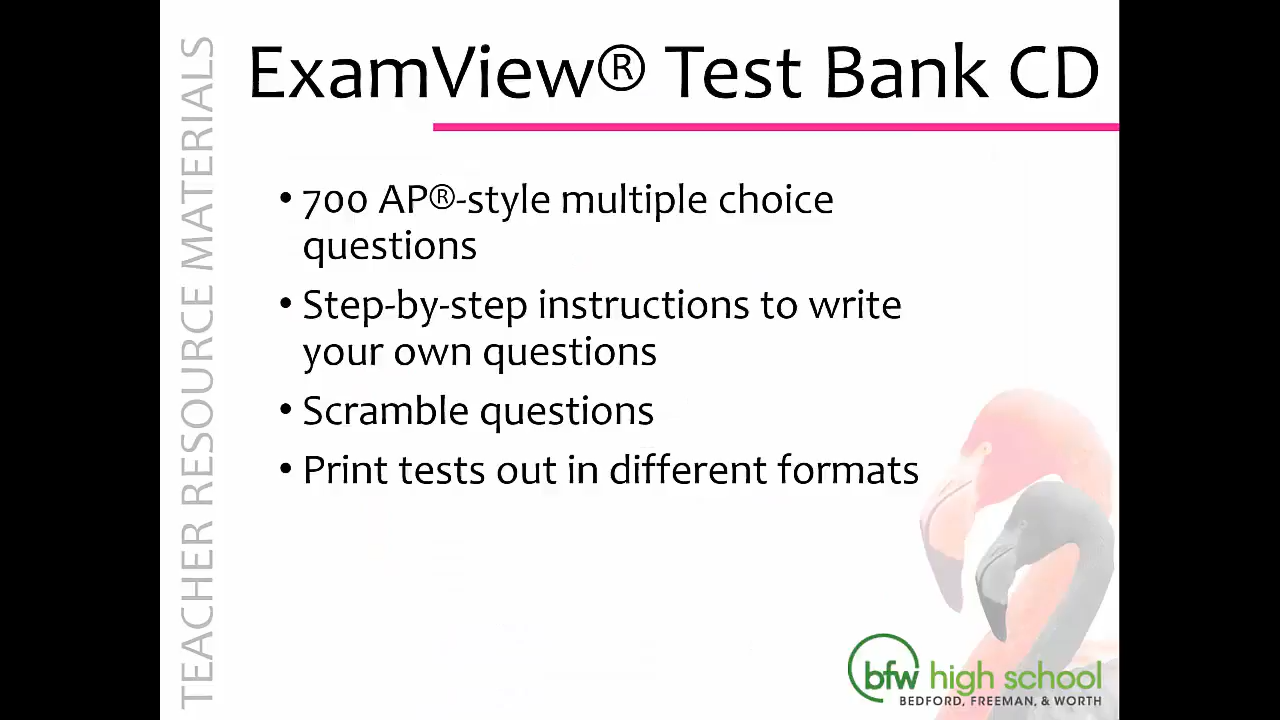 TEACHER RESOURCE MATERIALS
ExamView® Test Bank CD
• 700 AP®-style multiple choice
questions
• Step-by-step instructions to write
your own questions
• Scramble questions
• Print tests out in different formats
bfw high school
BEDFORD, FREEMAN, & WORTH